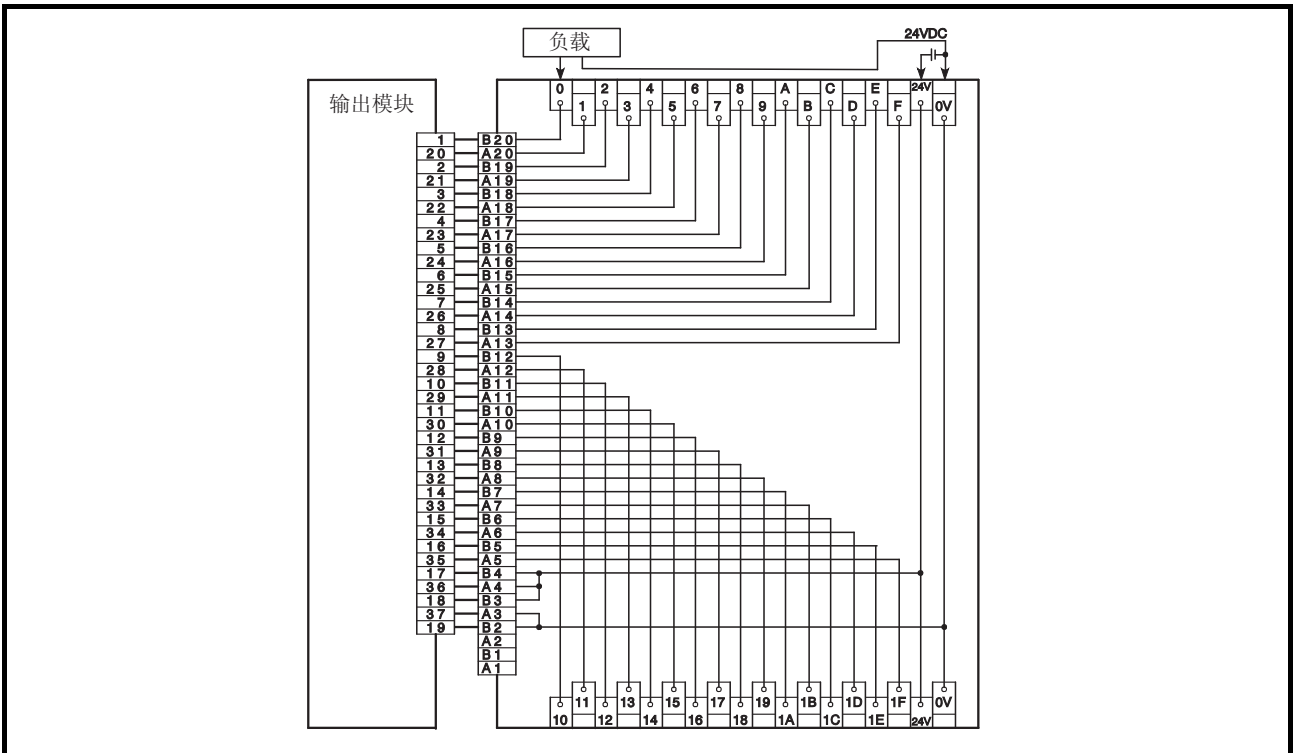 负载
24VDC
0 2 4 6 8 A C E 24V
1 3 5 7 9 B D F 0V
输出模块
1 B20
20 A20
2 B19
21 A19
3 B18
22 A18
4 B17
23 A17
5 B16
24 A16
6 B15
25 A15
7 B14
26 A14
8 B13
27 A13
9 B12
28 A12
10 B11
29 A11
11 B10
30 A10
12 B9
31 A9
13 B8
32 A8
14 B7
33 A7
15 B6
34 A6
16 B5
35 A5
17 B4
36 A4
18 B3
37 A3
19 B2
A2
B1
A1
11 13 15 17 19 1B 1D 1F 0V
10 12 14 16 18 1A 1C 1E 24V